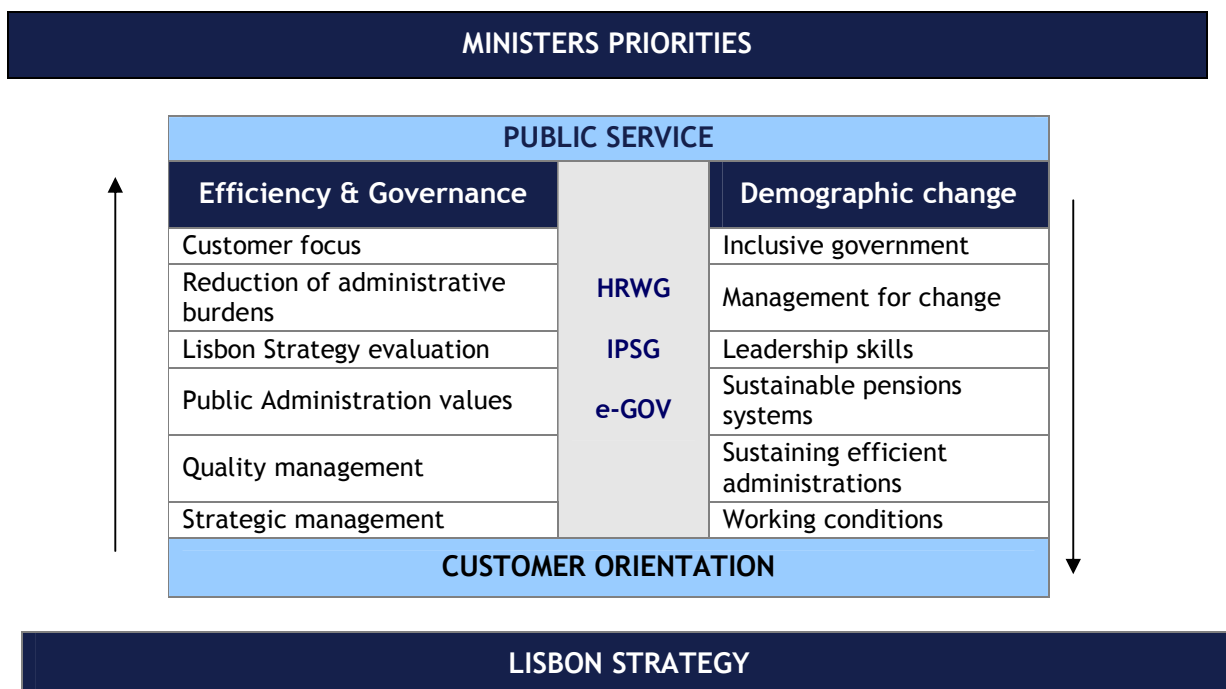 MINISTERS PRIORITIES
PUBLIC SERVICE
Efficiency & Governance
Demographic change
Customer focus
Inclusive government
Reduction of administrative
burdens
HRWG
Management for change
Lisbon Strategy evaluation
IPSG
Leadership skills
Public Administration values
e-GOV
Sustainable pensions
systems
Quality management
Sustaining efficient
administrations
Strategic management
Working conditions
CUSTOMER ORIENTATION
LISBON STRATEGY